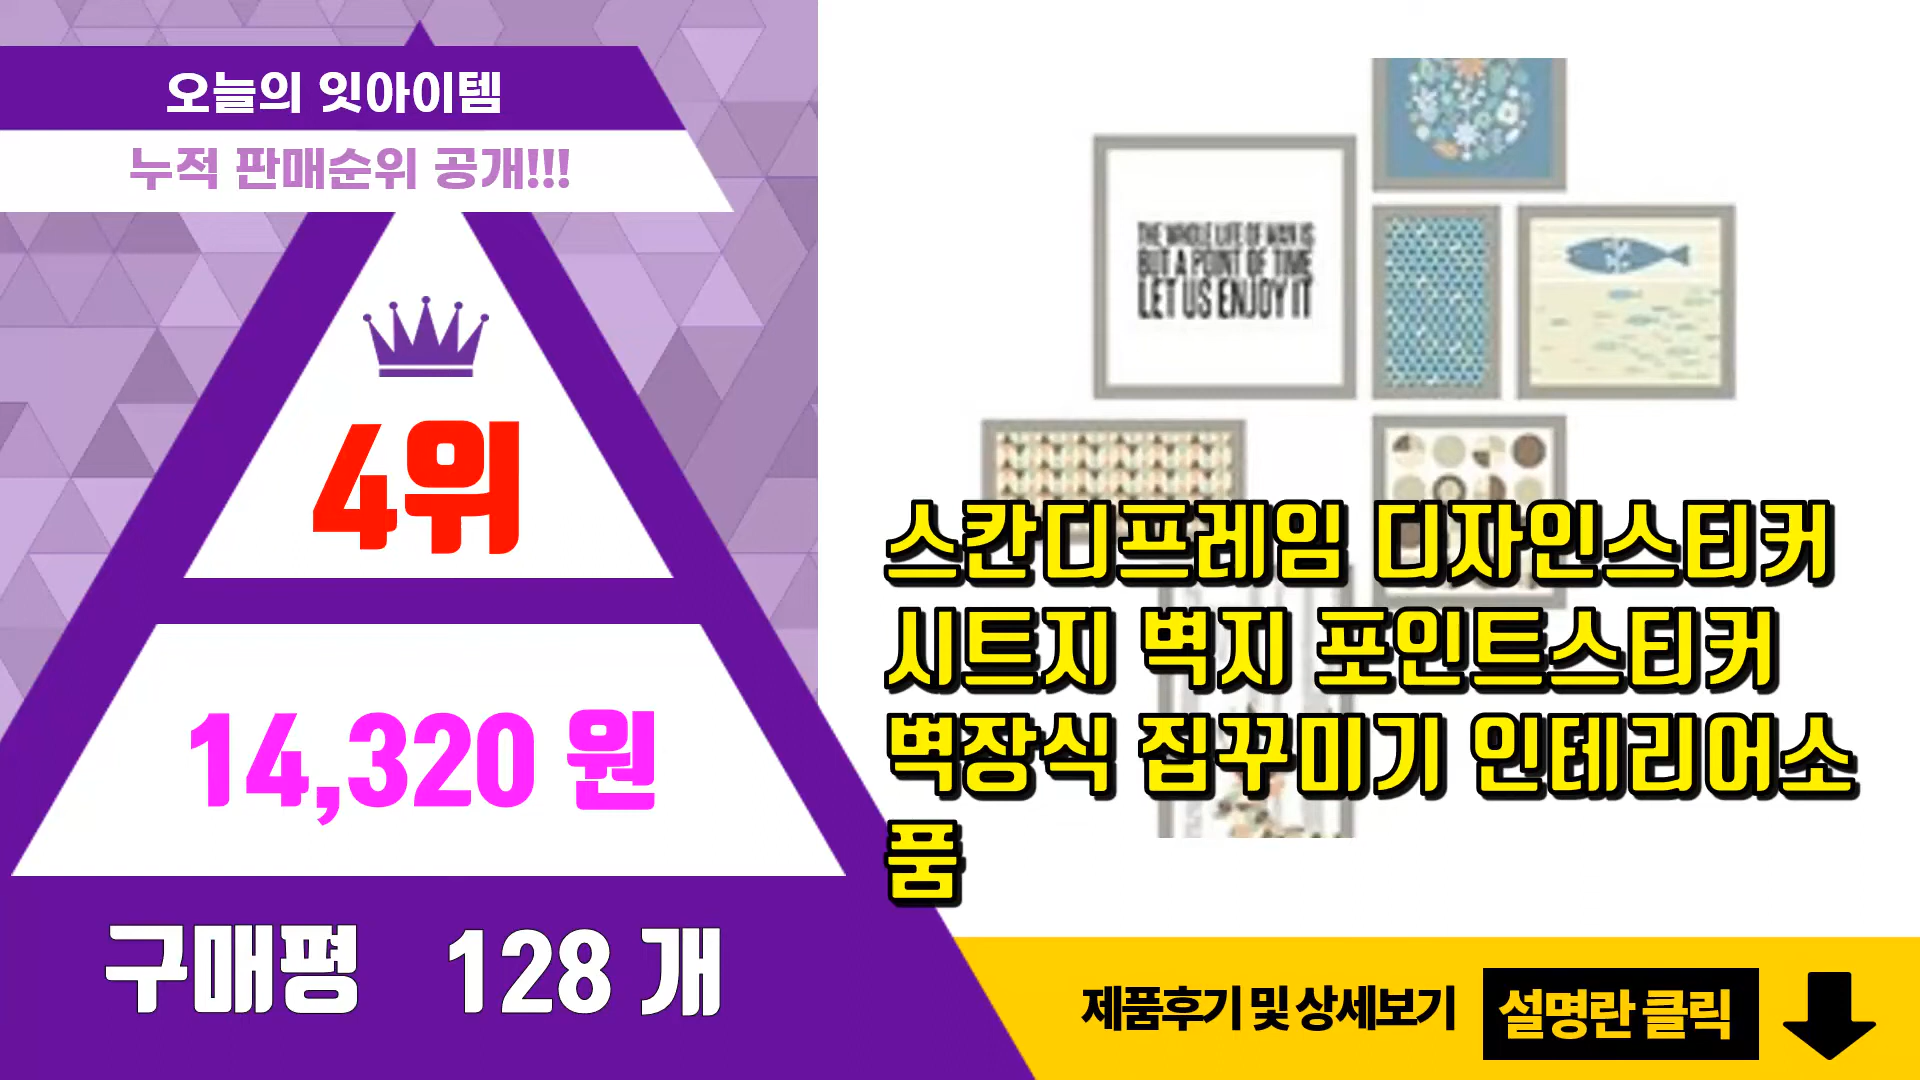 오늘의 잇아이템
누적 판매순위 공개!!!
4위
14,320 원
구매평 128 개
THE WHOLE LIFE OF MAN IS
BUT A POINT OF TIME
LET US ENJOY IT
스칸디프레임 디자인스티커
시트지 벽지 포인트스티커
벽장식 집꾸미기 인테리어소
품
제품후기 및 상세보기 설명란 클릭